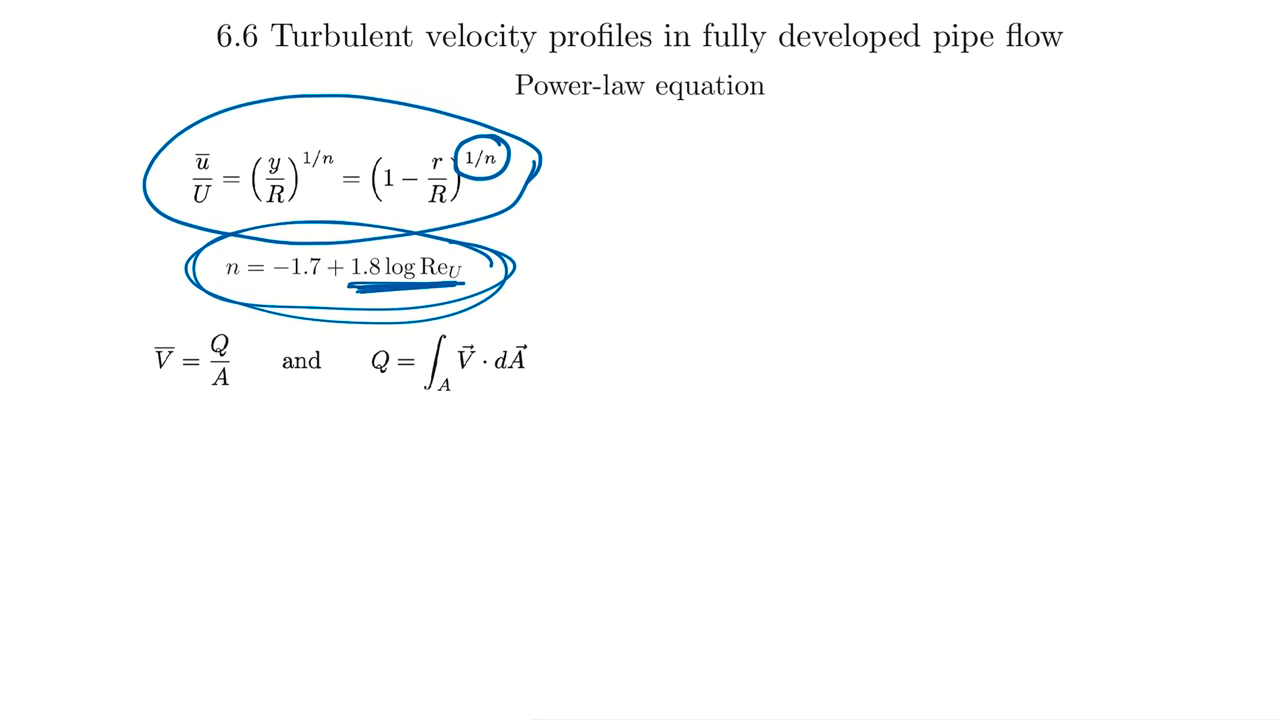 6.6 Turbulent velocity profiles in fully developed pipe flow
Power-law equation
u̅/U = (y/R)^{1/n} = (1 − r/R)^{1/n}
n = −1.7 + 1.8 log Re_U
V̅ = Q/A and Q = ∫_A V⃗ · dA⃗